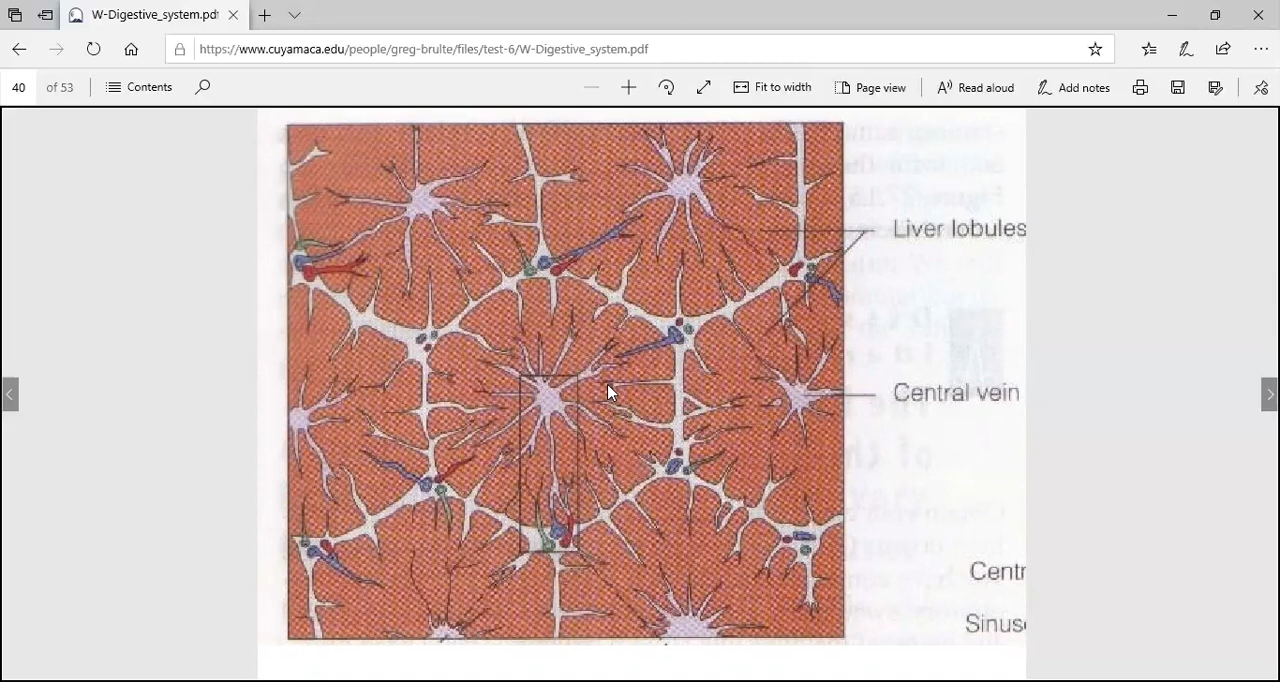 W-Digestive_system.pdf
https://www.cuyamaca.edu/people/greg-brulte/files/test-6/W-Digestive_system.pdf
40 of 53 Contents Fit to width Page view Read aloud Add notes
Liver lobules
Central vein
Centr
Sinus